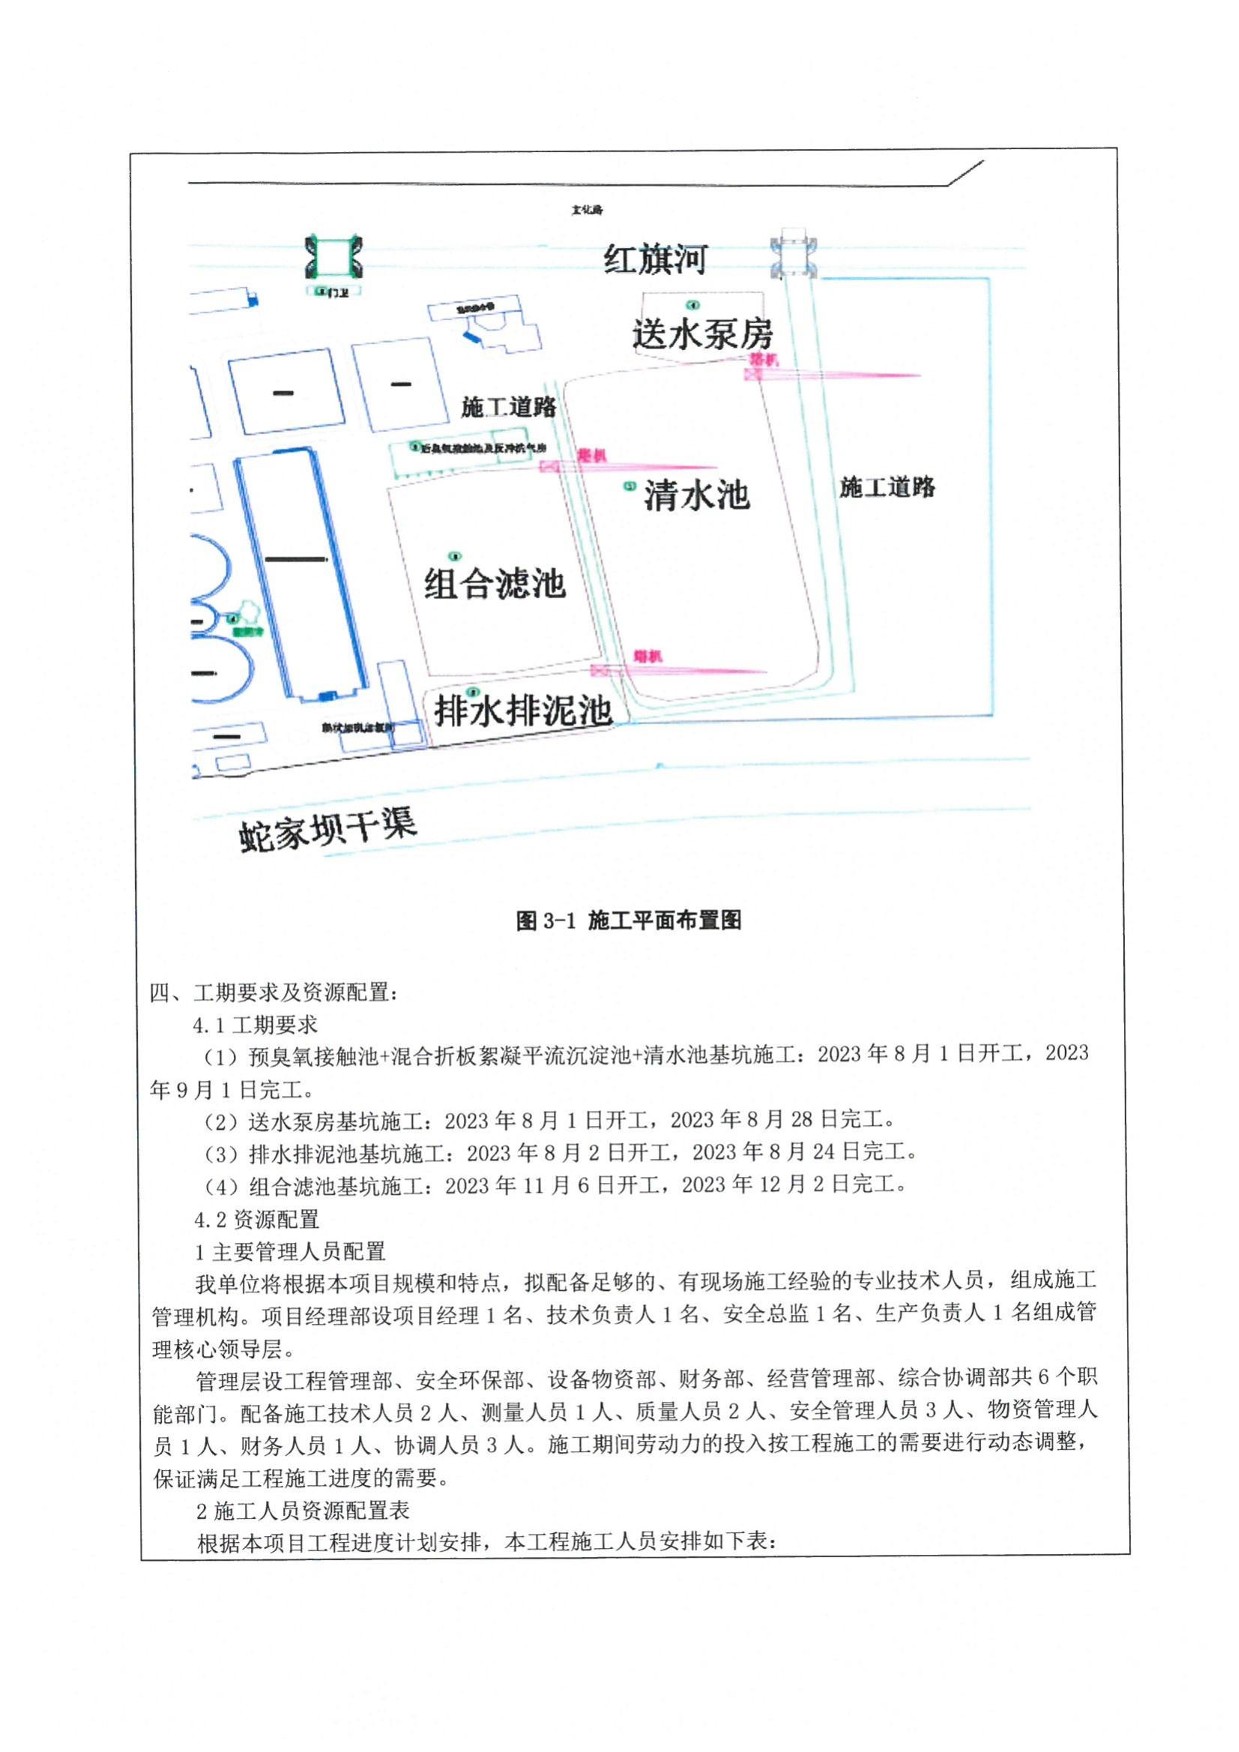 文化路
红旗河
门卫
送水泵房
塔机
施工道路
后臭氧接触池及反冲洗气房
塔机
清水池
施工道路
组合滤池
塔机
排水排泥池
蛇家坝干渠
图 3-1 施工平面布置图
四、工期要求及资源配置：
4.1 工期要求
（1）预臭氧接触池+混合折板絮凝平流沉淀池+清水池基坑施工：2023 年 8 月 1 日开工，2023
年 9 月 1 日完工。
（2）送水泵房基坑施工：2023 年 8 月 1 日开工，2023 年 8 月 28 日完工。
（3）排水排泥池基坑施工：2023 年 8 月 2 日开工，2023 年 8 月 24 日完工。
（4）组合滤池基坑施工：2023 年 11 月 6 日开工，2023 年 12 月 2 日完工。
4.2 资源配置
1 主要管理人员配置
我单位将根据本项目规模和特点，拟配备足够的、有现场施工经验的专业技术人员，组成施工
管理机构。项目经理部设项目经理 1 名、技术负责人 1 名、安全总监 1 名、生产负责人 1 名组成管
理核心领导层。
管理层设工程管理部、安全环保部、设备物资部、财务部、经营管理部、综合协调部共 6 个职
能部门。配备施工技术人员 2 人、测量人员 1 人、质量人员 2 人、安全管理人员 3 人、物资管理人
员 1 人、财务人员 1 人、协调人员 3 人。施工期间劳动力的投入按工程施工的需要进行动态调整，
保证满足工程施工进度的需要。
2 施工人员资源配置表
根据本项目工程进度计划安排，本工程施工人员安排如下表：